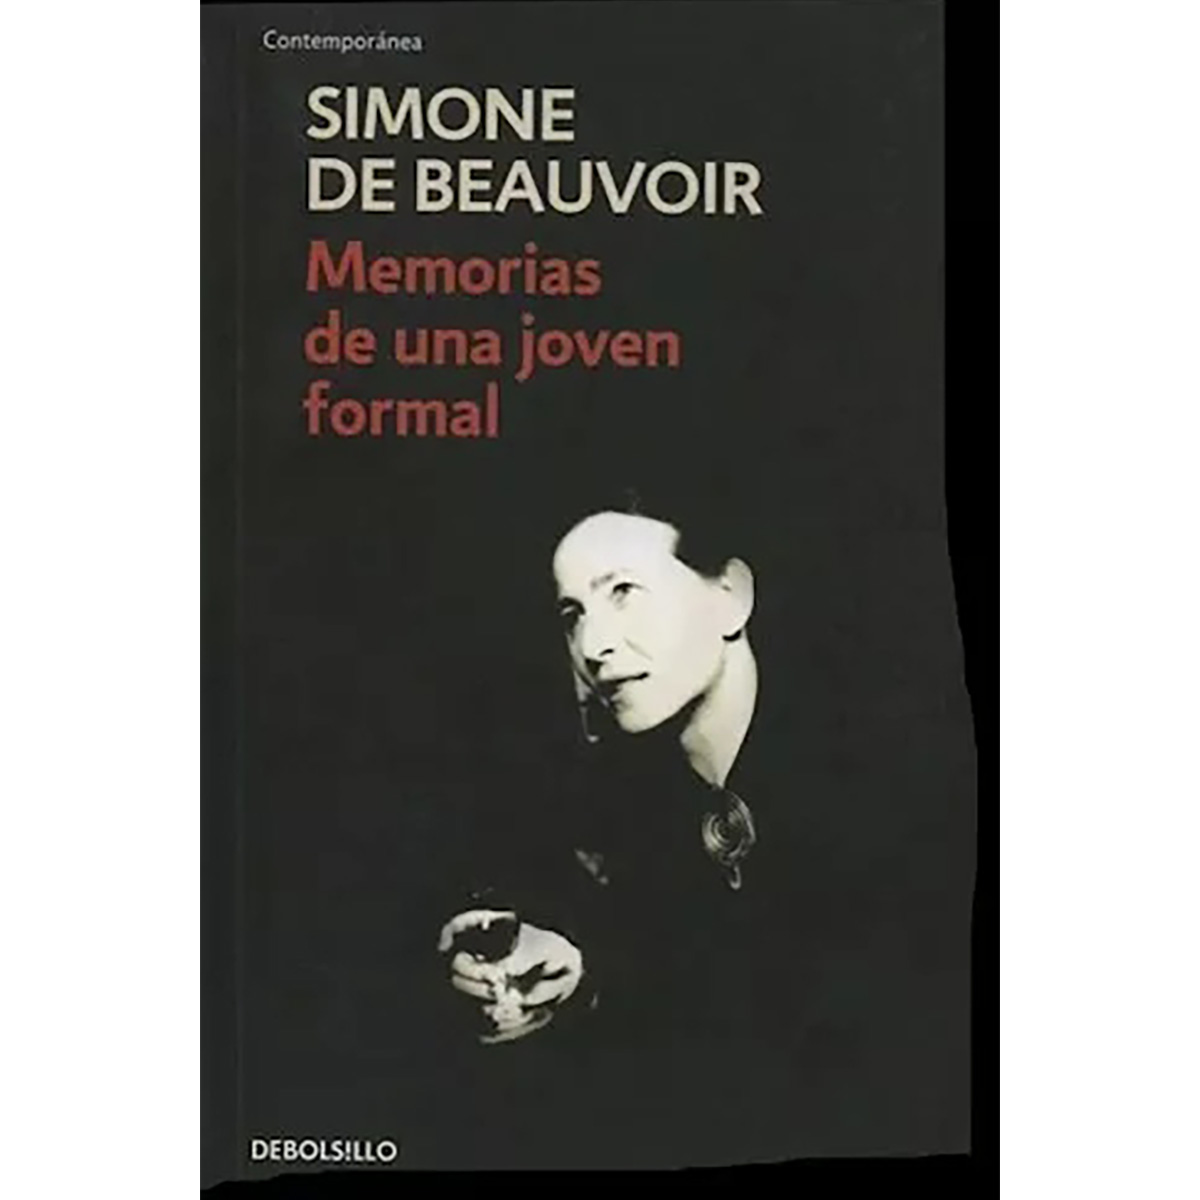 Contemporánea
SIMONE
DE BEAUVOIR
Memorias
de una joven
formal
DEBOLS!LLO